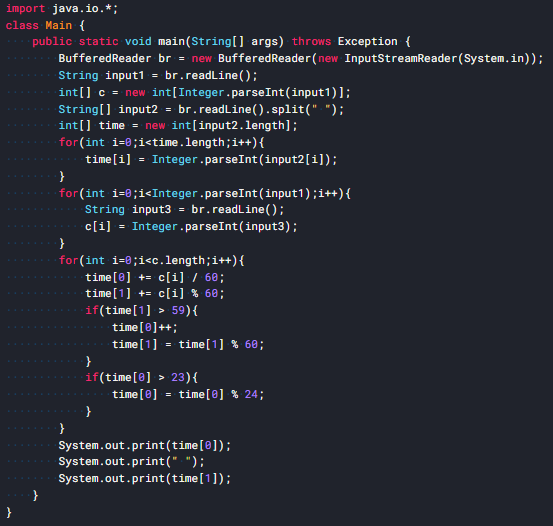 import java.io.*;
class Main {
    public static void main(String[] args) throws Exception {
        BufferedReader br = new BufferedReader(new InputStreamReader(System.in));
        String input1 = br.readLine();
        int[] c = new int[Integer.parseInt(input1)];
        String[] input2 = br.readLine().split(" ");
        int[] time = new int[input2.length];
        for(int i=0;i<time.length;i++){
            time[i] = Integer.parseInt(input2[i]);
        }
        for(int i=0;i<Integer.parseInt(input1);i++){
            String input3 = br.readLine();
            c[i] = Integer.parseInt(input3);
        }
        for(int i=0;i<c.length;i++){
            time[0] += c[i] / 60;
            time[1] += c[i] % 60;
            if(time[1] > 59){
                time[0]++;
                time[1] = time[1] % 60;
            }
            if(time[0] > 23){
                time[0] = time[0] % 24;
            }
        }
        System.out.print(time[0]);
        System.out.print(" ");
        System.out.print(time[1]);
    }
}